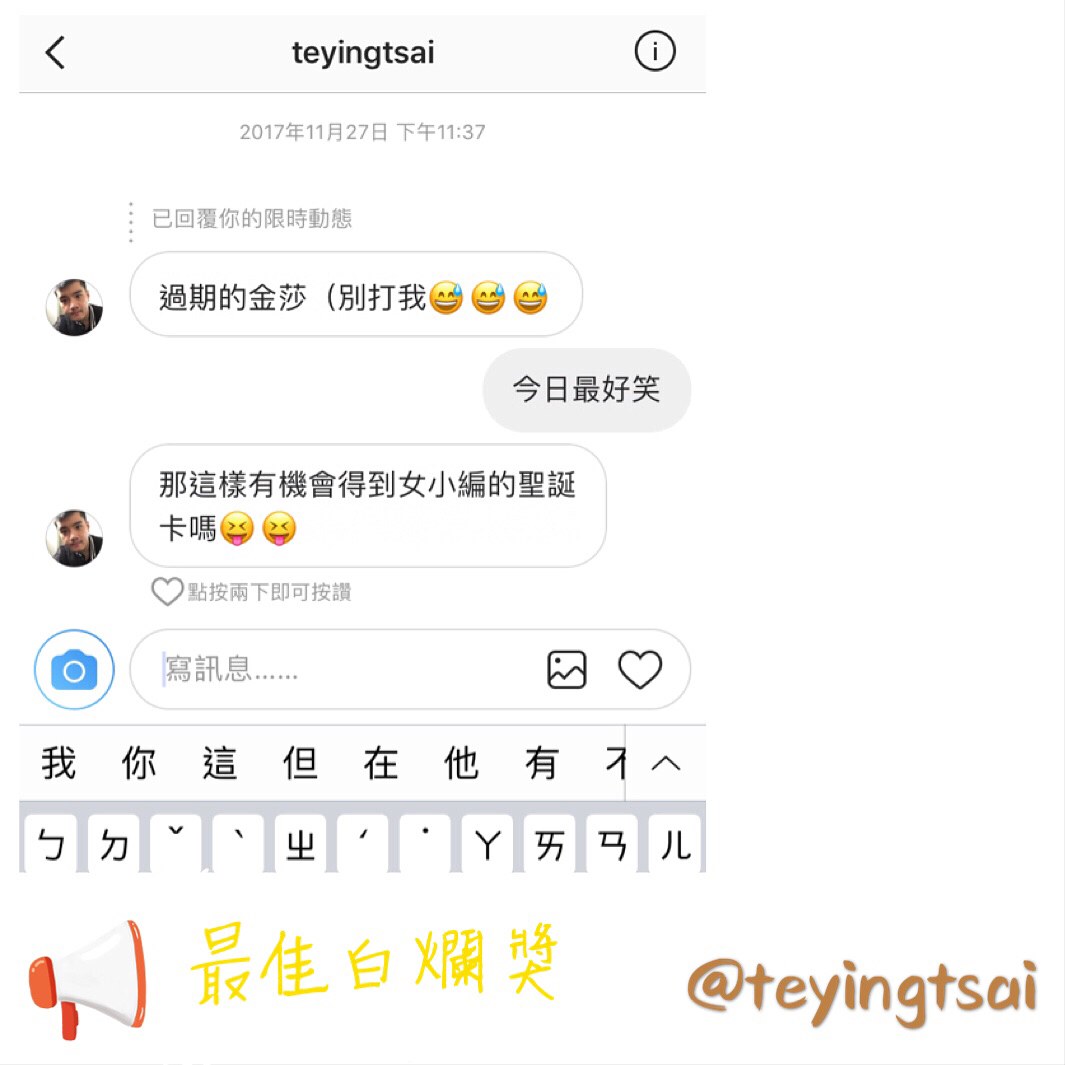 teyingtsai
2017年11月27日 下午11:37
已回覆你的限時動態
過期的金莎（別打我😅😅😅
今日最好笑
那這樣有機會得到女小編的聖誕
卡嗎😝😝
點按兩下即可按讚
寫訊息......
我 你 這 但 在 他 有 不
ㄅ ㄉ ˇ ˋ ㄓ ˊ ˙ ㄚ ㄞ ㄢ ㄦ
最佳白爛獎
@teyingtsai